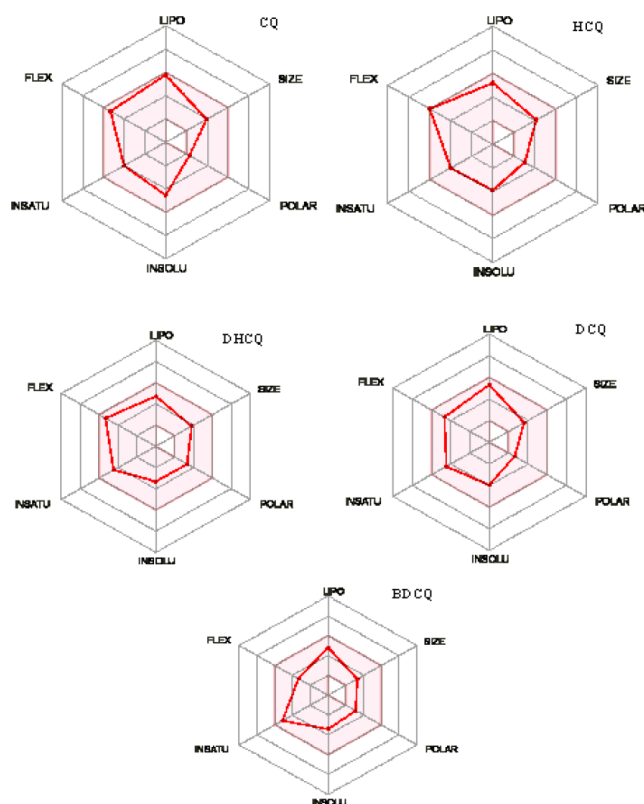 LIPO
CQ
FLEX
SIZE
INSATU
POLAR
INSOLU
LIPO
HCQ
FLEX
SIZE
INSATU
POLAR
INSOLU
LIPO
DHCQ
FLEX
SIZE
INSATU
POLAR
INSOLU
LIPO
DCQ
FLEX
SIZE
INSATU
POLAR
INSOLU
LIPO
BDCQ
FLEX
SIZE
INSATU
POLAR
INSOLU